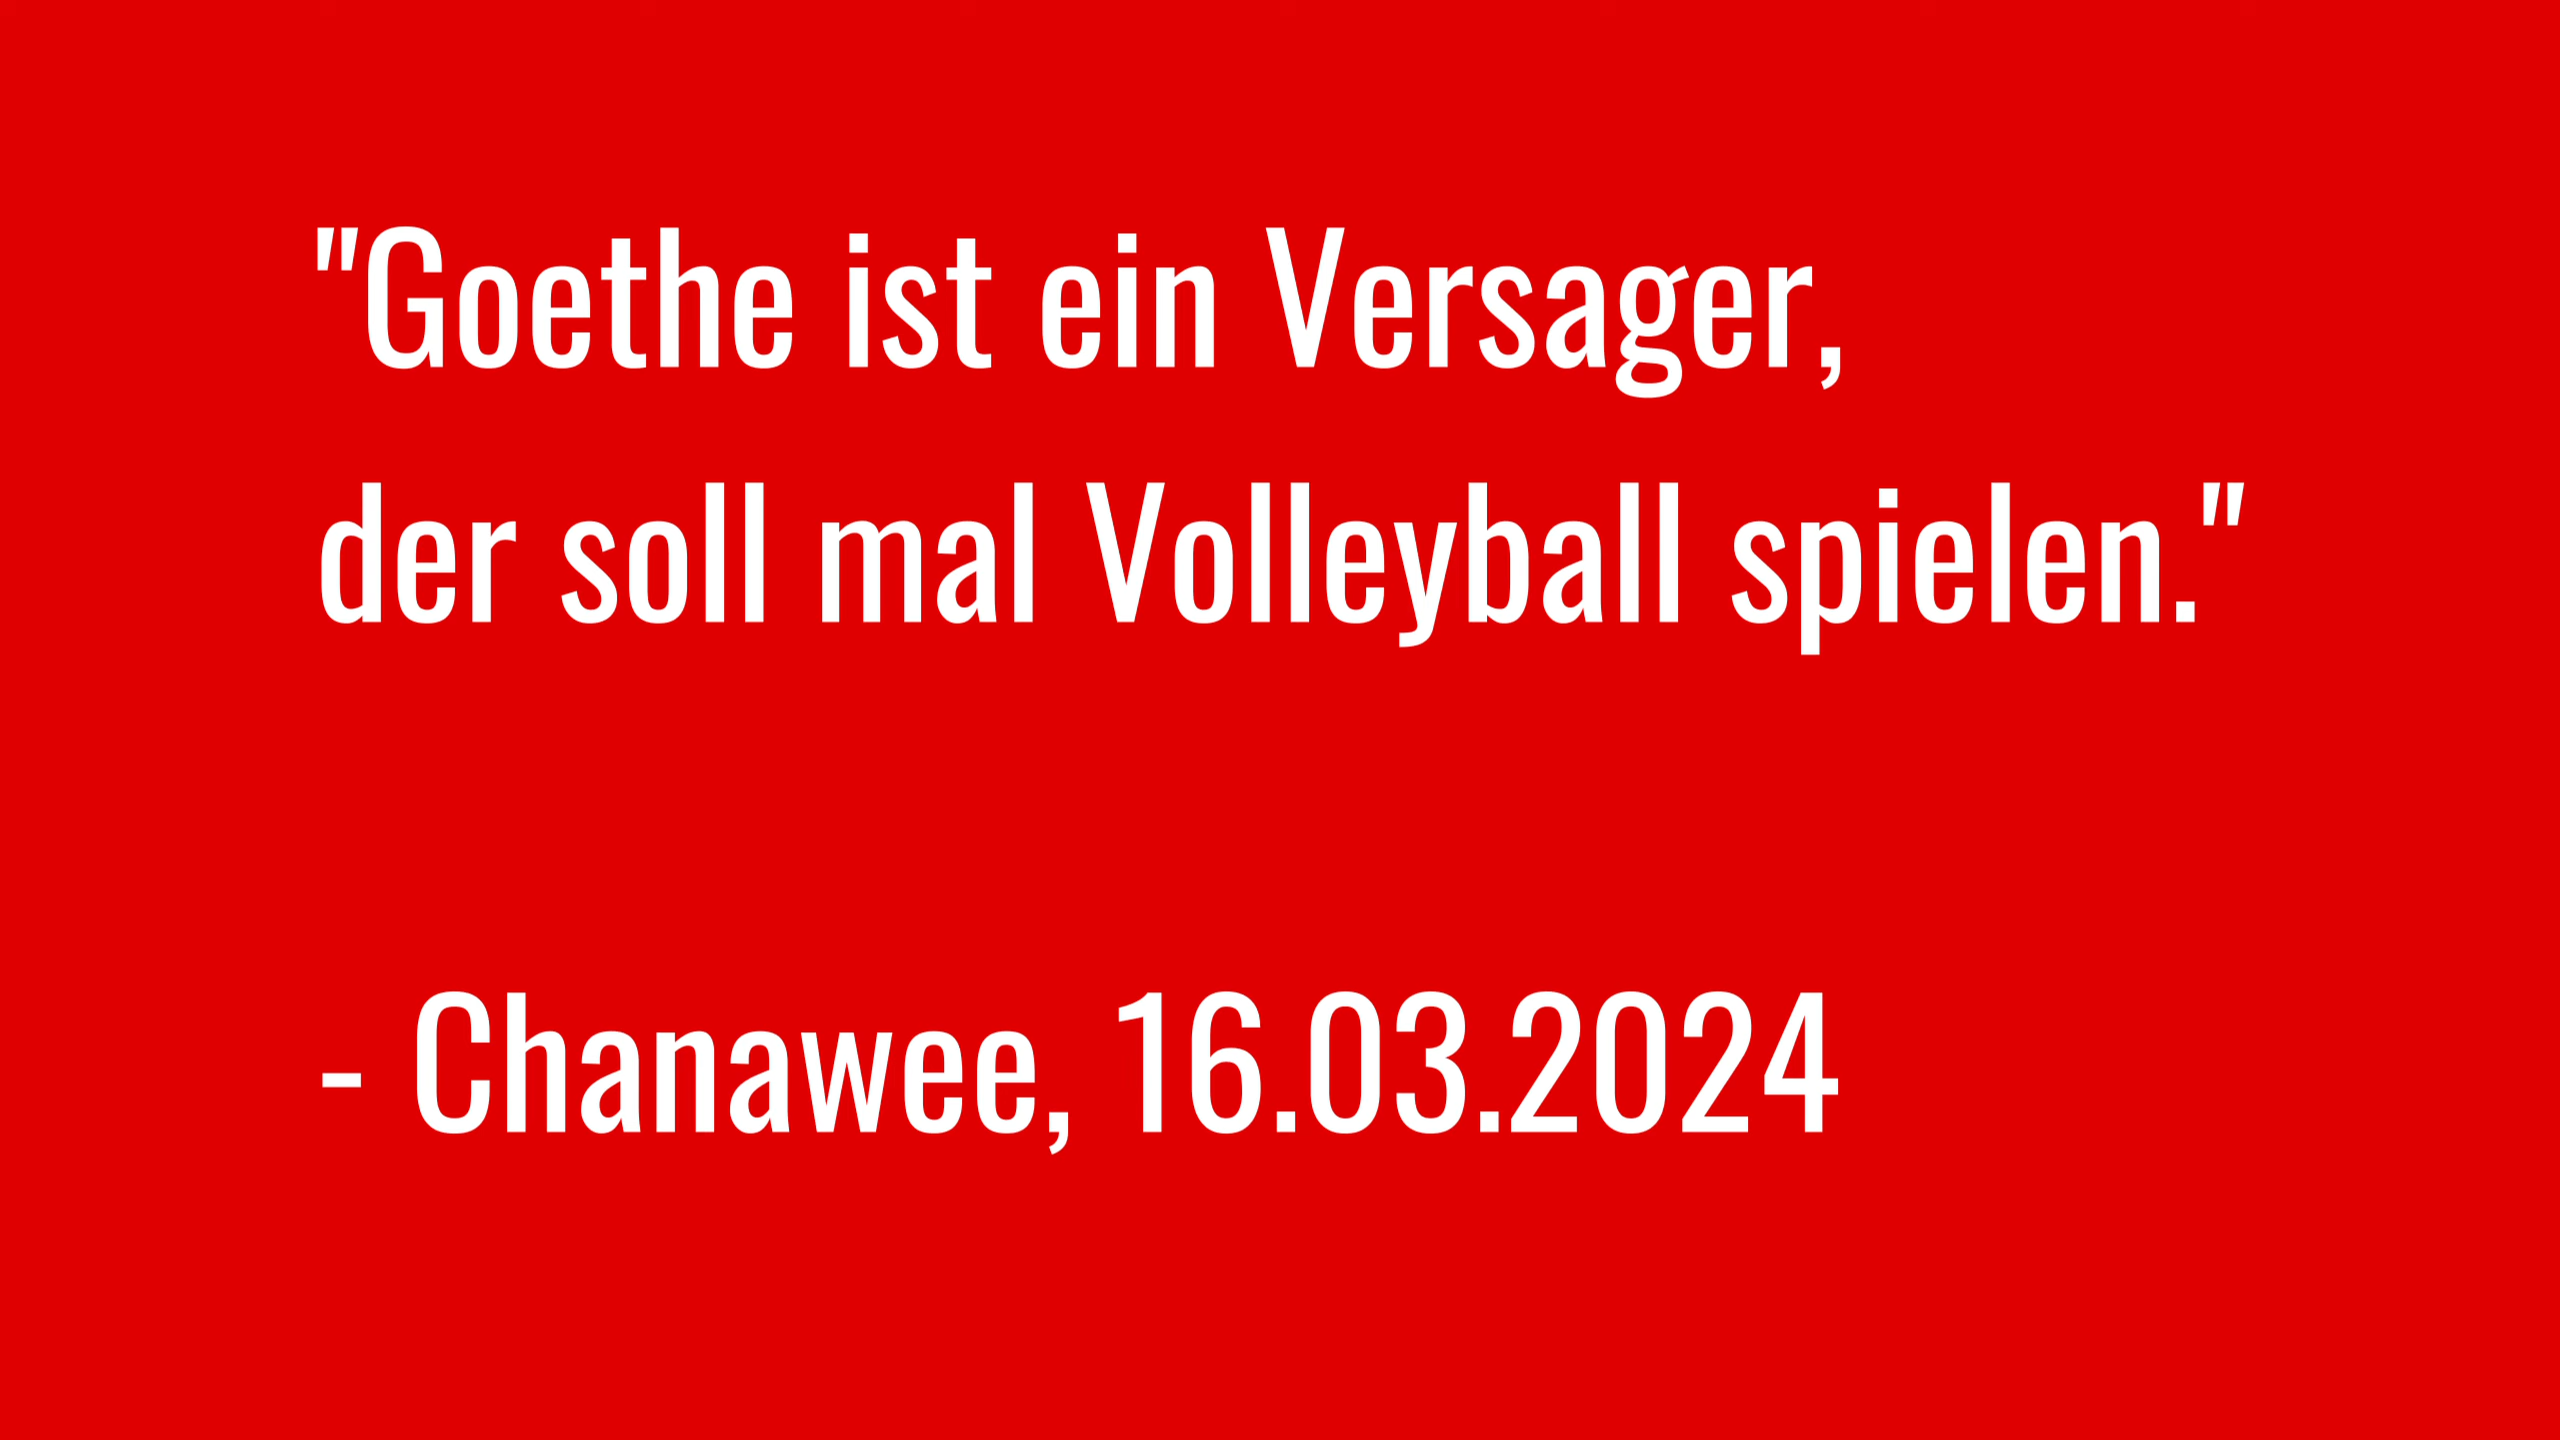 "Goethe ist ein Versager,
der soll mal Volleyball spielen."
- Chanawee, 16.03.2024